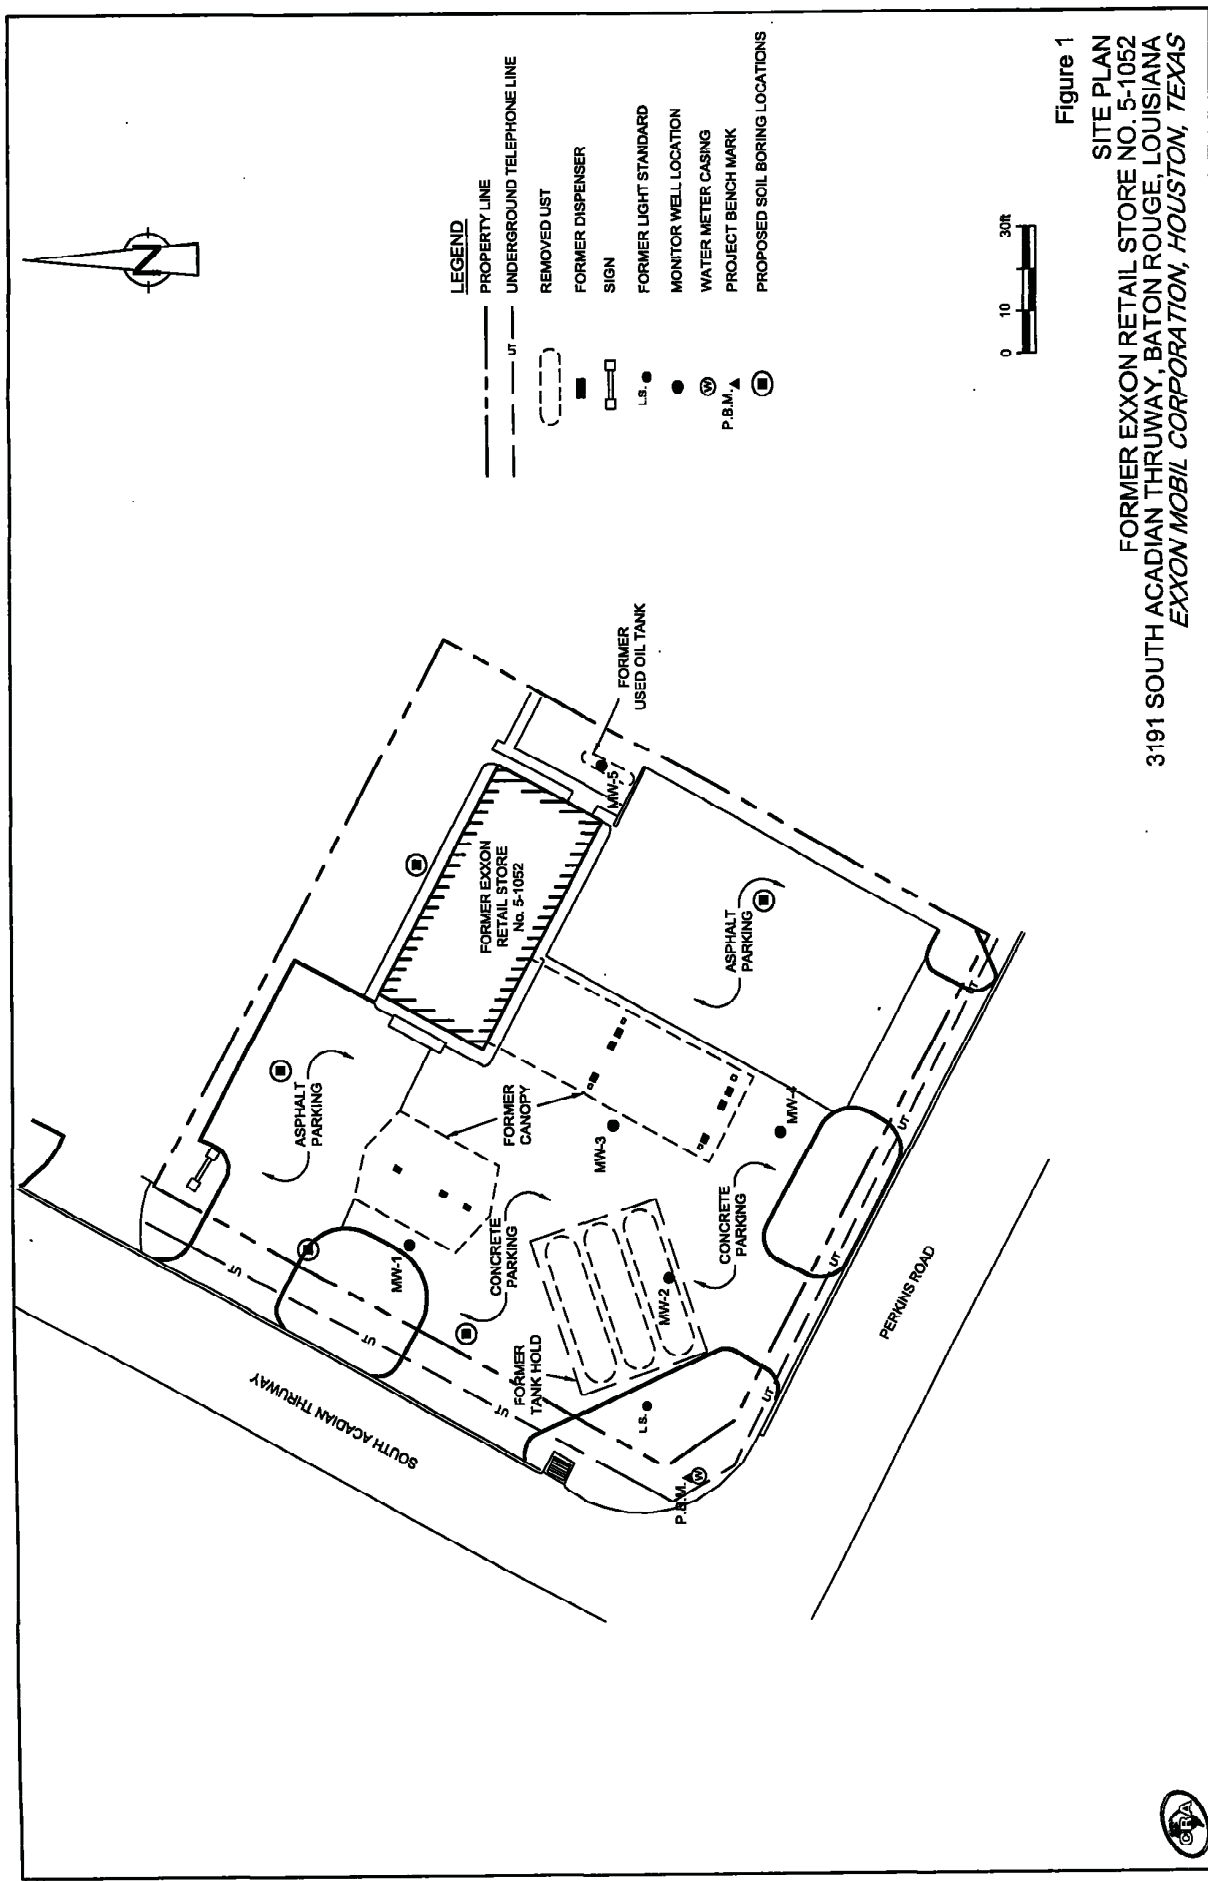 N
LEGEND
PROPERTY LINE
UT
UNDERGROUND TELEPHONE LINE
REMOVED UST
FORMER DISPENSER
SIGN
L.S.
FORMER LIGHT STANDARD
MONITOR WELL LOCATION
W
WATER METER CASING
P.B.M.
PROJECT BENCH MARK
PROPOSED SOIL BORING LOCATIONS
SOUTH ACADIAN THRUWAY
UT
UT
UT
ASPHALT
PARKING
MW-1
CONCRETE
PARKING
FORMER
CANOPY
FORMER EXXON
RETAIL STORE
No. 5-1052
FORMER
USED OIL TANK
MW-5
FORMER
TANK HOLD
MW-3
MW-2
L.S.
P.B.M.
W
CONCRETE
PARKING
MW-4
ASPHALT
PARKING
UT
UT
UT
UT
PERKINS ROAD
0 10 30ft
Figure 1
SITE PLAN
FORMER EXXON RETAIL STORE NO. 5-1052
3191 SOUTH ACADIAN THRUWAY, BATON ROUGE, LOUISIANA
EXXON MOBIL CORPORATION, HOUSTON, TEXAS
CRA